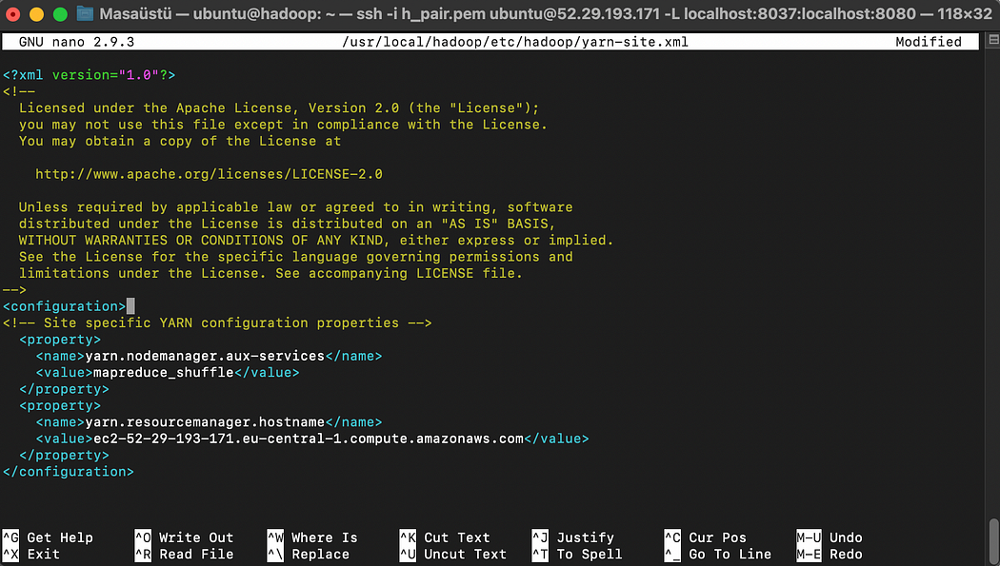 Masaüstü — ubuntu@hadoop: ~ — ssh -i h_pair.pem ubuntu@52.29.193.171 -L localhost:8037:localhost:8080 — 118×32
GNU nano 2.9.3 /usr/local/hadoop/etc/hadoop/yarn-site.xml Modified
<?xml version="1.0"?>
<!--
  Licensed under the Apache License, Version 2.0 (the "License");
  you may not use this file except in compliance with the License.
  You may obtain a copy of the License at
    http://www.apache.org/licenses/LICENSE-2.0
  Unless required by applicable law or agreed to in writing, software
  distributed under the License is distributed on an "AS IS" BASIS,
  WITHOUT WARRANTIES OR CONDITIONS OF ANY KIND, either express or implied.
  See the License for the specific language governing permissions and
  limitations under the License. See accompanying LICENSE file.
-->
<configuration>
<!-- Site specific YARN configuration properties -->
  <property>
    <name>yarn.nodemanager.aux-services</name>
    <value>mapreduce_shuffle</value>
  </property>
  <property>
    <name>yarn.resourcemanager.hostname</name>
    <value>ec2-52-29-193-171.eu-central-1.compute.amazonaws.com</value>
  </property>
</configuration>
^G Get Help ^O Write Out ^W Where Is ^K Cut Text ^J Justify ^C Cur Pos M-U Undo
^X Exit ^R Read File ^\ Replace ^U Uncut Text ^T To Spell ^_ Go To Line M-E Redo